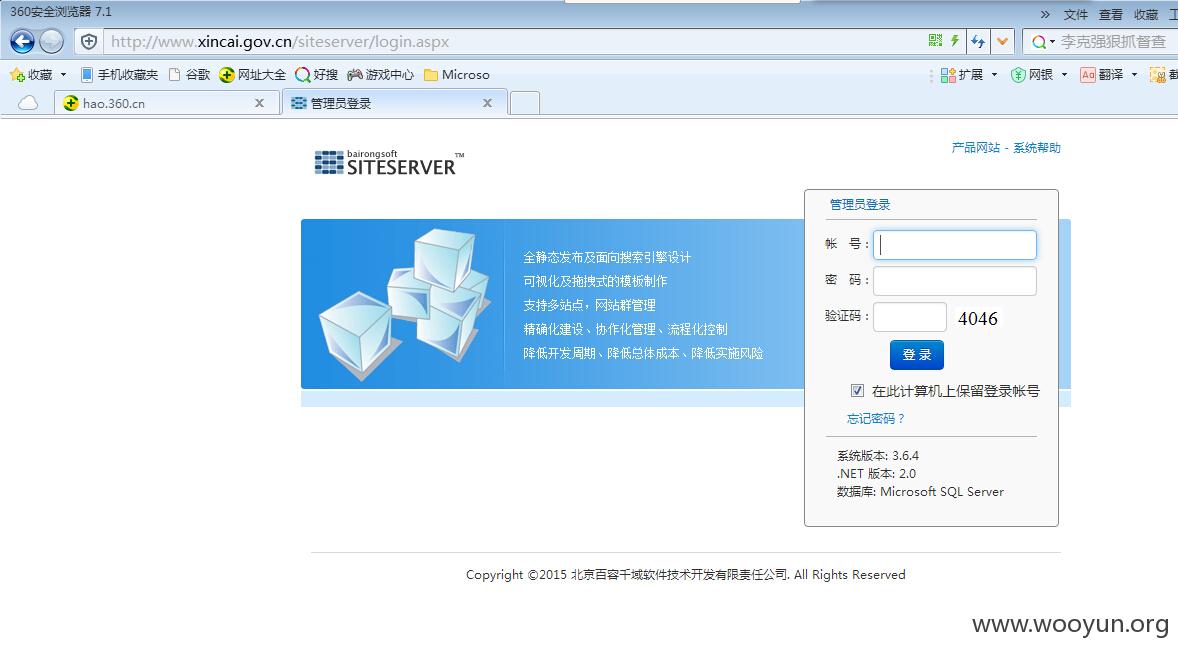 360安全浏览器 7.1
» 文件 查看 收藏
http://www.xincai.gov.cn/siteserver/login.aspx
李克强狠抓督查
收藏 手机收藏夹 谷歌 网址大全 好搜 游戏中心 Microso
扩展 网银 Aa 翻译
hao.360.cn x 管理员登录 x
产品网站 - 系统帮助
bairongsoft
SITESERVER™
管理员登录
全静态发布及面向搜索引擎设计
可视化及拖拽式的模板制作
支持多站点，网站群管理
精确化建设、协作化管理、流程化控制
降低开发周期、降低总体成本、降低实施风险
帐 号：
密 码：
验证码： 4046
登 录
在此计算机上保留登录帐号
忘记密码？
系统版本: 3.6.4
.NET 版本: 2.0
数据库: Microsoft SQL Server
Copyright ©2015 北京百容千域软件技术开发有限责任公司. All Rights Reserved
www.wooyun.org